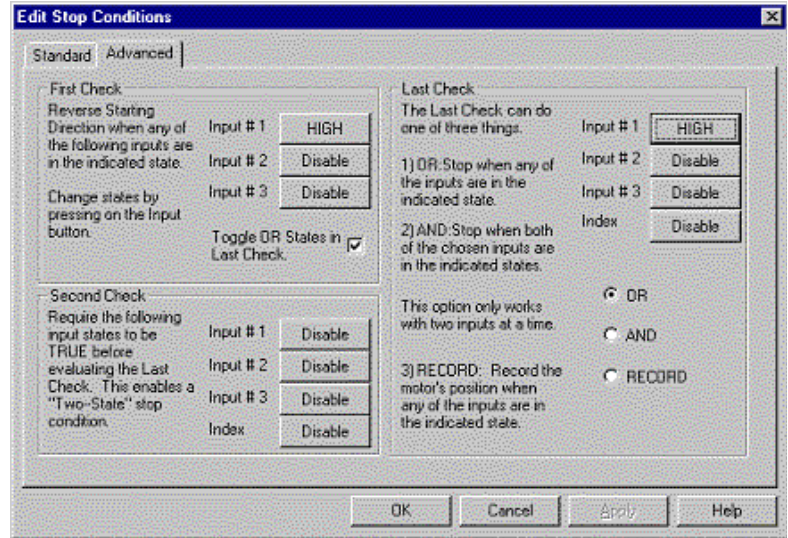 Edit Stop Conditions
Standard
Advanced
First Check
Reverse Starting
Direction when any of
the following inputs are
in the indicated state.
Change states by
pressing on the Input
button.
Input # 1
HIGH
Input # 2
Disable
Input # 3
Disable
Toggle OR States in
Last Check.
Second Check
Require the following
input states to be
TRUE before
evaluating the Last
Check. This enables a
"Two--State" stop
condition.
Input # 1
Disable
Input # 2
Disable
Input # 3
Disable
Index
Disable
Last Check
The Last Check can do
one of three things.
1) OR:Stop when any of
the inputs are in the
indicated state.
2) AND:Stop when both
of the chosen inputs are
in the indicated states.
This option only works
with two inputs at a time.
3) RECORD: Record the
motor's position when
any of the inputs are in
the indicated state.
Input # 1
HIGH
Input # 2
Disable
Input # 3
Disable
Index
Disable
OR
AND
RECORD
OK
Cancel
Apply
Help